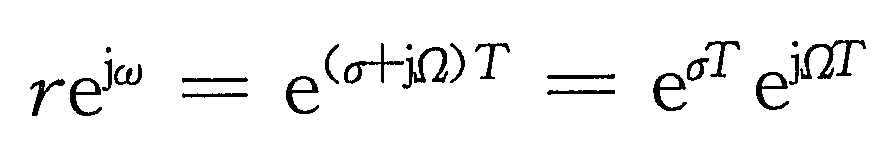 re^{jω} = e^{(σ+jΩ)T} = e^{σT} e^{jΩT}